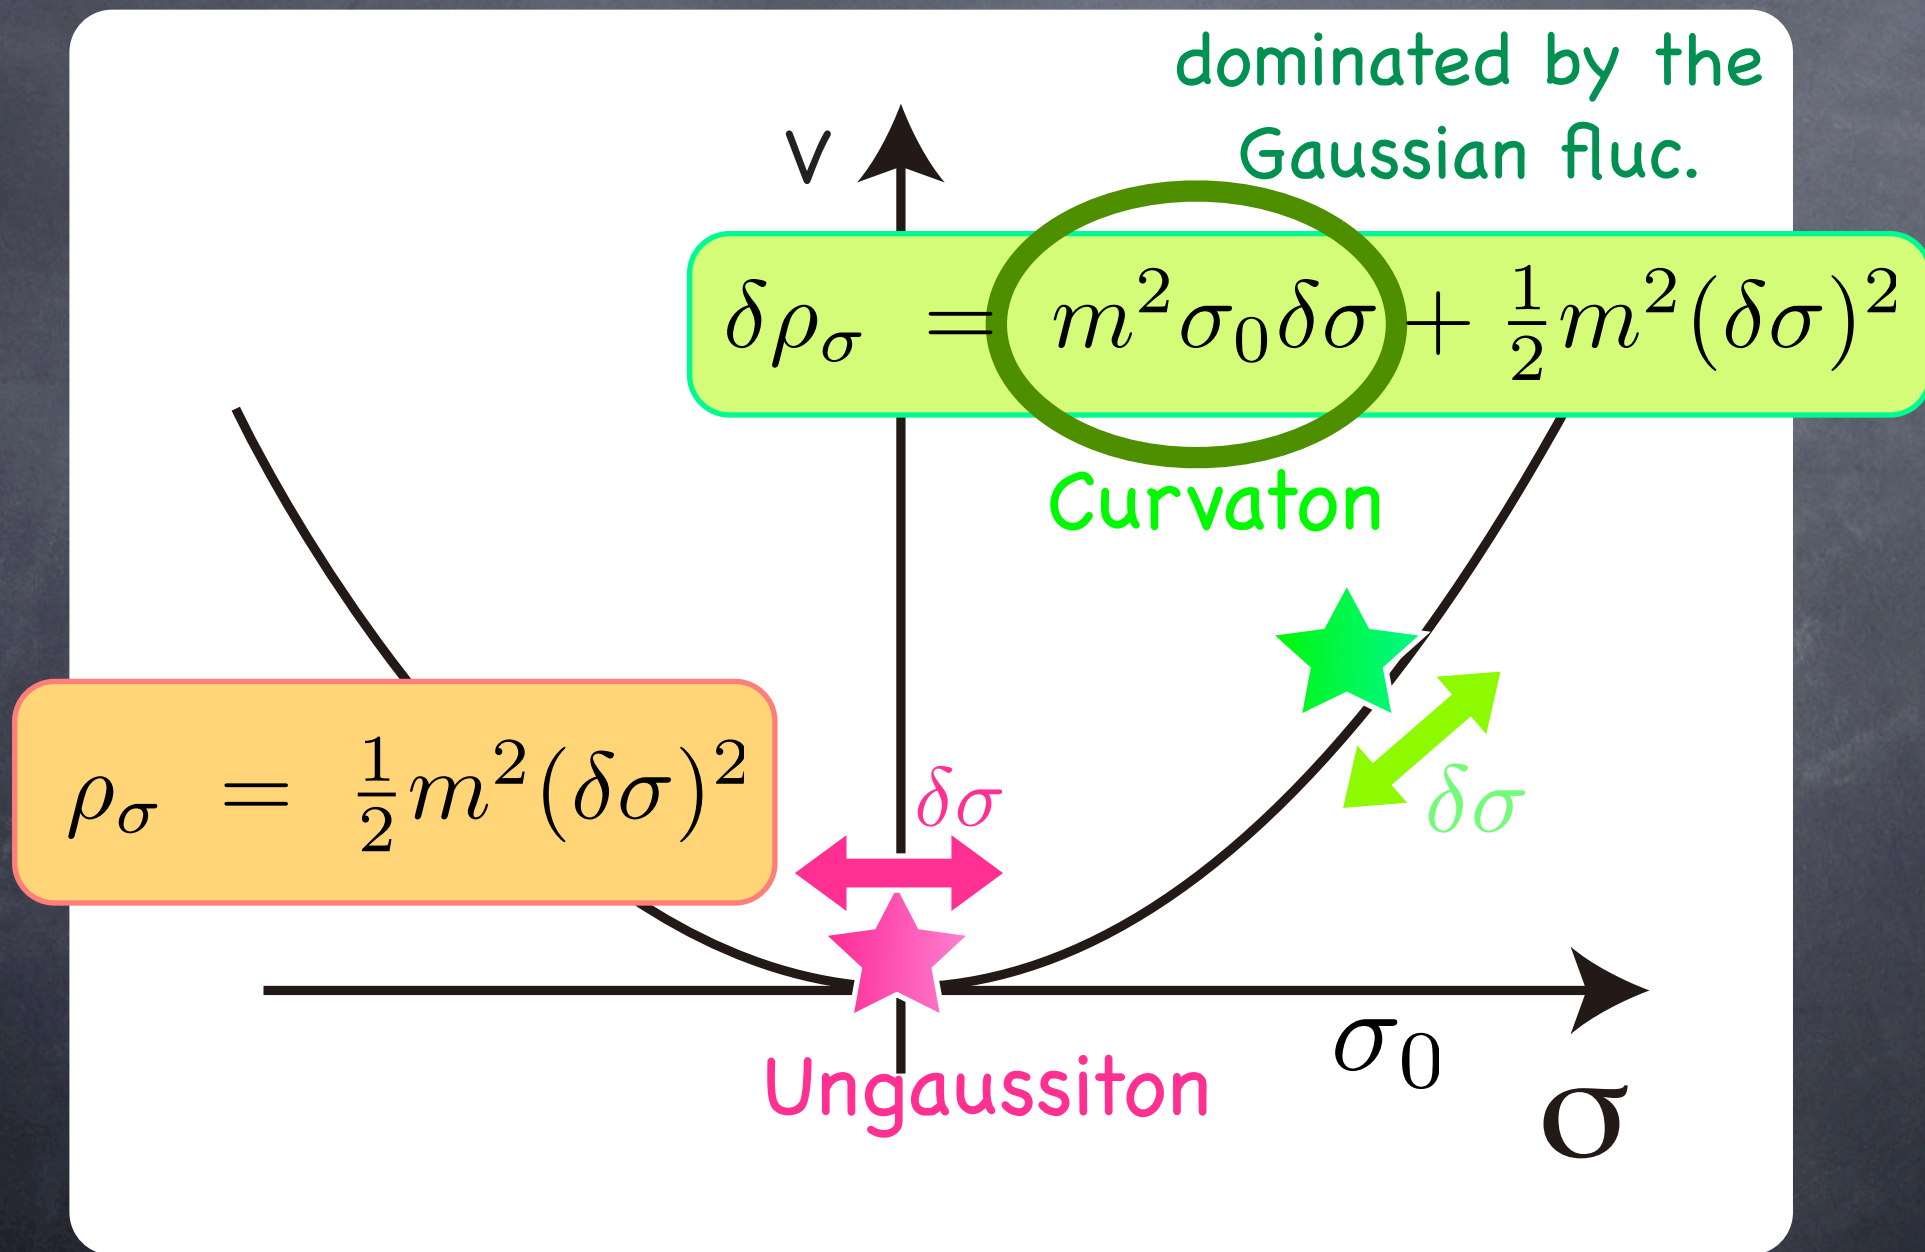 dominated by the
Gaussian fluc.
V
δρ_σ = m²σ₀δσ + ½m²(δσ)²
Curvaton
ρ_σ = ½m²(δσ)²
δσ
δσ
σ₀
Ungaussiton
σ